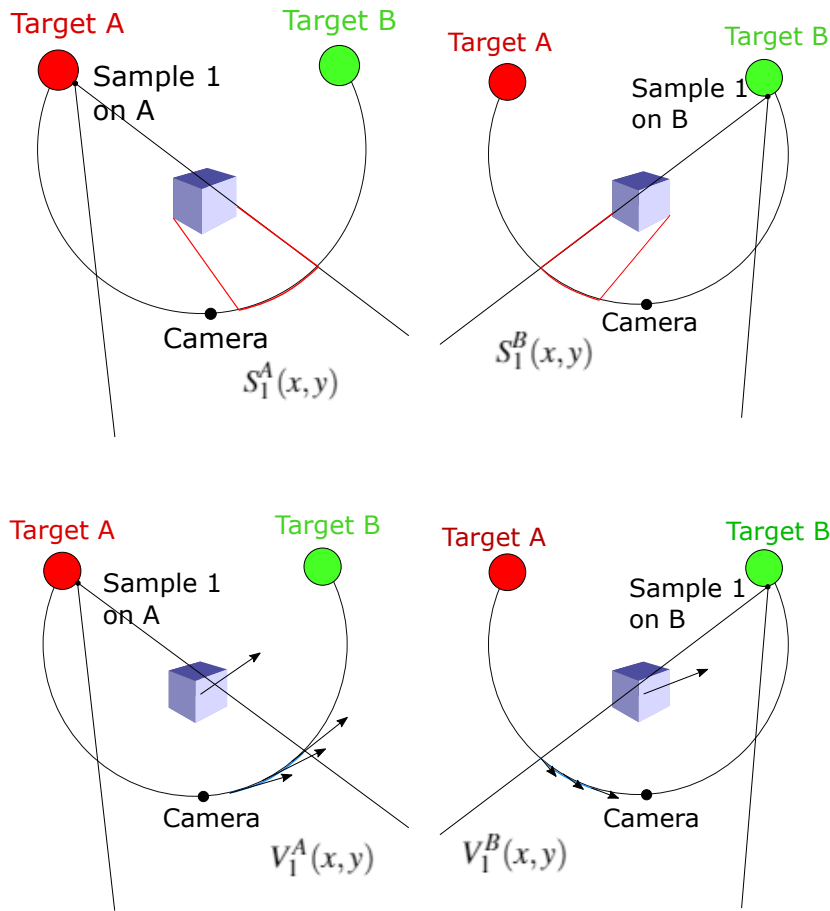 Target A
Target B
Sample 1
on A
Camera
S_1^A(x,y)
Target A
Target B
Sample 1
on B
Camera
S_1^B(x,y)
Target A
Target B
Sample 1
on A
Camera
V_1^A(x,y)
Target A
Target B
Sample 1
on B
Camera
V_1^B(x,y)